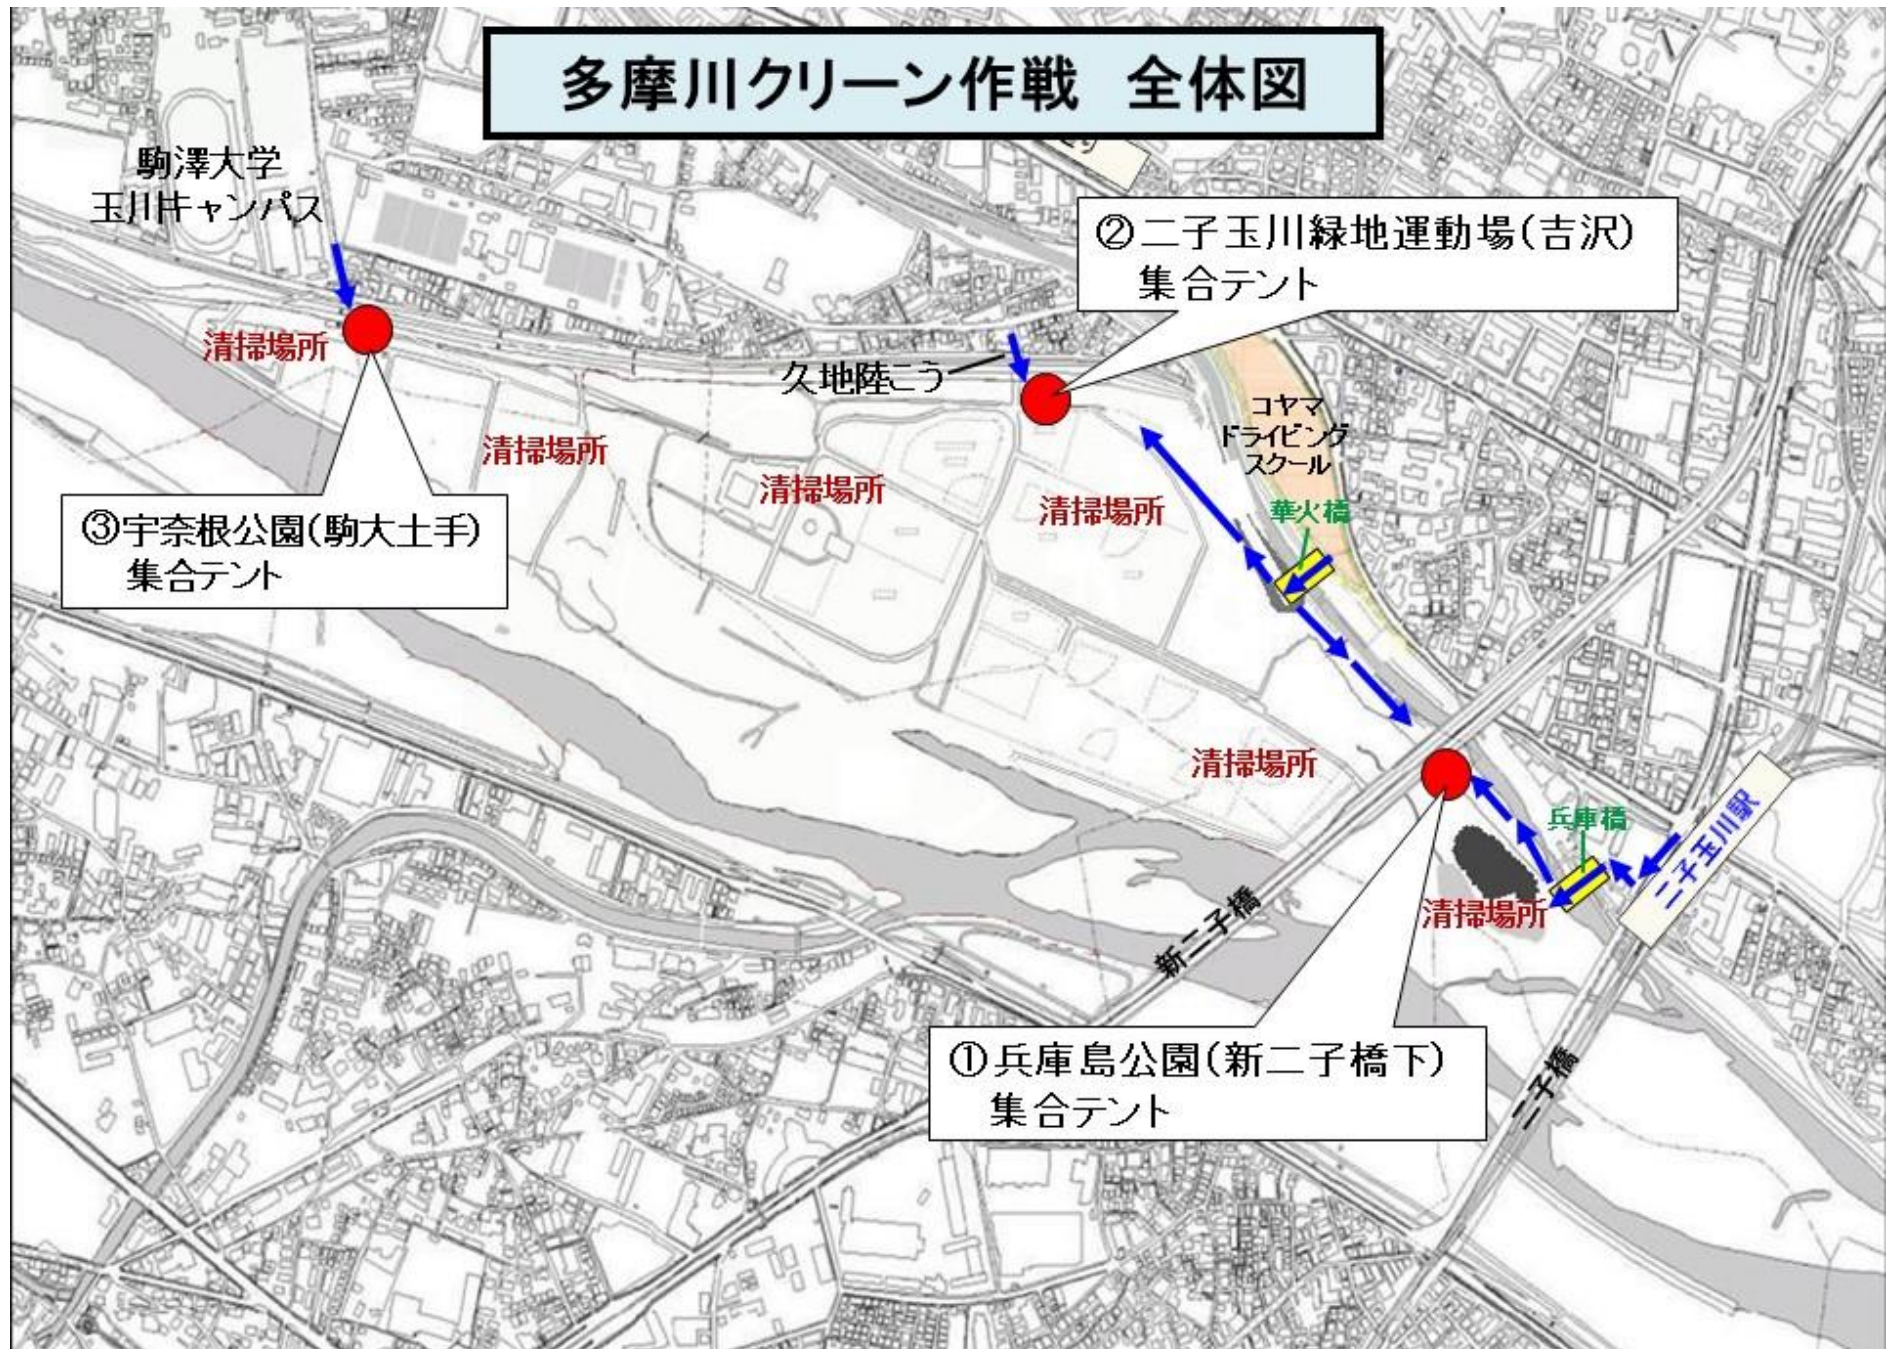 多摩川クリーン作戦　全体図
駒澤大学
玉川キャンパス
②二子玉川緑地運動場(吉沢)
集合テント
清掃場所
久地陸こう
コヤマ
ドライビング
スクール
清掃場所
清掃場所
清掃場所
華火橋
③宇奈根公園(駒大土手)
集合テント
清掃場所
兵庫橋
二子玉川駅
清掃場所
新二子橋
①兵庫島公園(新二子橋下)
集合テント
二子橋